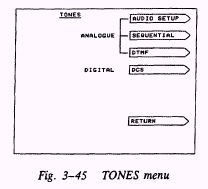 TONES
AUDIO SETUP
ANALOGUE SEQUENTIAL
DTMF
DIGITAL DCS
RETURN
Fig. 3–45 TONES menu